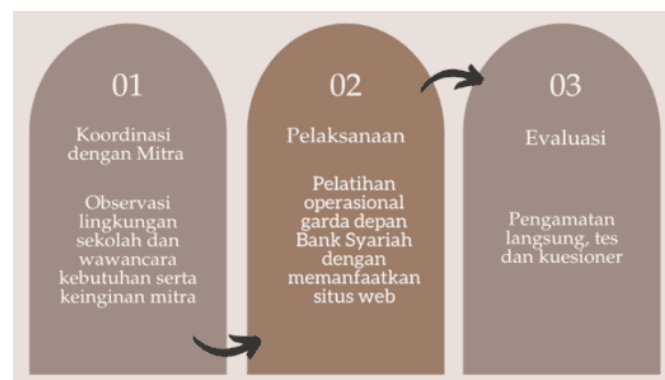 01
Koordinasi
dengan Mitra
Observasi
lingkungan
sekolah dan
wawancara
kebutuhan serta
keinginan mitra
02
Pelaksanaan
Pelatihan
operasional
garda depan
Bank Syariah
dengan
memanfaatkan
situs web
03
Evaluasi
Pengamatan
langsung, tes
dan kuesioner